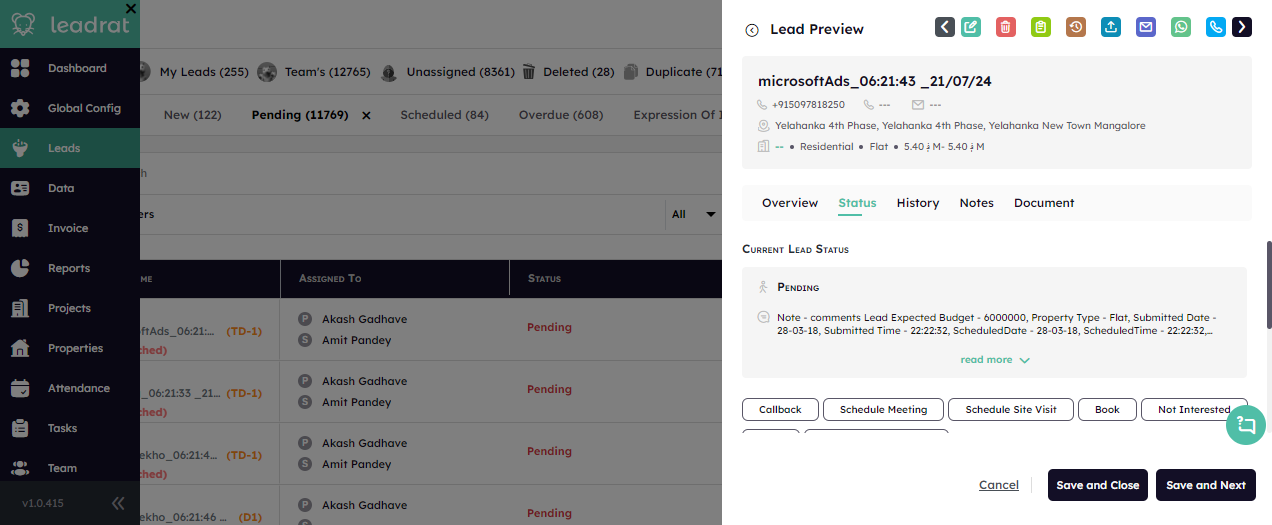 leadrat
Dashboard
Global Config
Leads
Data
Invoice
Reports
Projects
Properties
Attendance
Tasks
Team
v1.0.415
My Leads (255) Team's (12765) Unassigned (8361) Deleted (28) Duplicate (71
New (122) Pending (11769) Scheduled (84) Overdue (608) Expression Of I
h
ers
All
ME Assigned To Status
oftAds_06:21:... (TD-1) P Akash Gadhave Pending
ched) S Amit Pandey
_06:21:33 _21... (TD-1) P Akash Gadhave Pending
ched) S Amit Pandey
ekho_06:21:4... (TD-1) P Akash Gadhave Pending
ched) S Amit Pandey
ekho_06:21:46 ... (D1) P Akash Gadhave Pending
Lead Preview
microsoftAds_06:21:43 _21/07/24
+915097818250 --- ---
Yelahanka 4th Phase, Yelahanka 4th Phase, Yelahanka New Town Mangalore
-- • Residential • Flat • 5.40 M- 5.40 M
Overview Status History Notes Document
Current Lead Status
Pending
Note - comments Lead Expected Budget - 6000000, Property Type - Flat, Submitted Date -
28-03-18, Submitted Time - 22:22:32, ScheduledDate - 28-03-18, ScheduledTime - 22:22:32,...
read more
Callback Schedule Meeting Schedule Site Visit Book Not Interested
Cancel Save and Close Save and Next